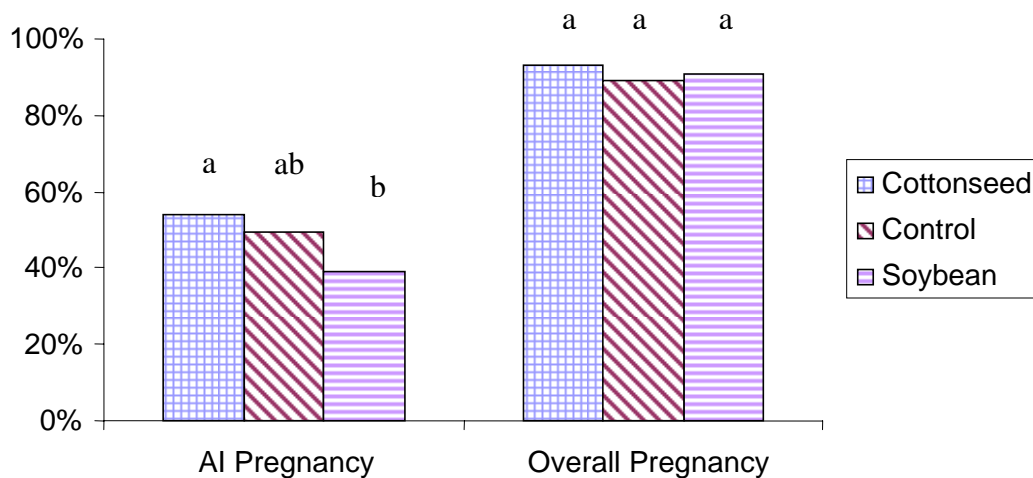 a a a
100%
80%
a ab b
60%
40%
20%
0%
AI Pregnancy Overall Pregnancy
Cottonseed
Control
Soybean